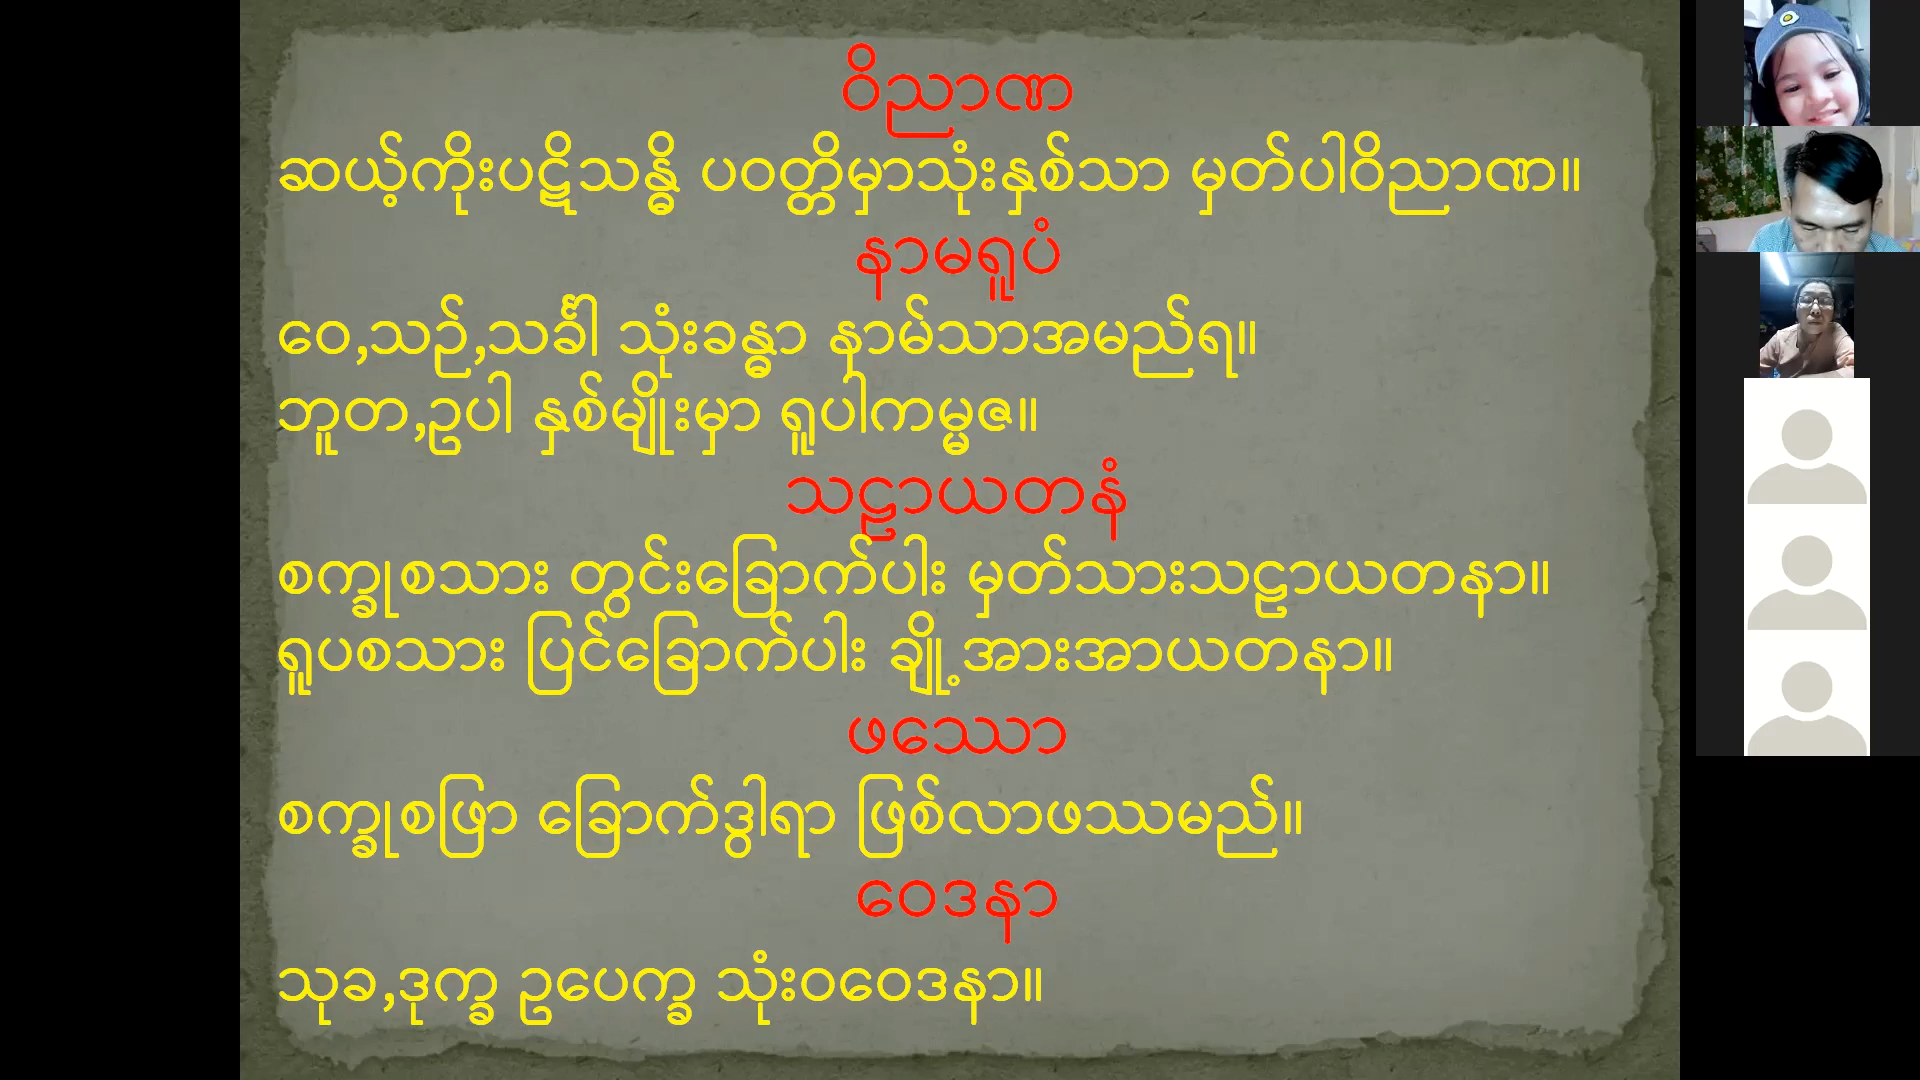 ဝိညာဏ
ဆယ့်ကိုးပဋိသန္ဓိ ပဝတ္တိမှာသုံးနှစ်သာ မှတ်ပါဝိညာဏ။
နာမရူပံ
ဝေ,သဉ်,သင်္ခါ သုံးခန္ဓာ နာမ်သာအမည်ရ။
ဘူတ,ဥပါ နှစ်မျိုးမှာ ရူပါကမ္မဇ။
သဠာယတနံ
စက္ခုစသား တွင်းခြောက်ပါး မှတ်သားသဠာယတနာ။
ရူပစသား ပြင်ခြောက်ပါး ချို့အားအာယတနာ။
ဖဿော
စက္ခုစဖြာ ခြောက်ဒွါရာ ဖြစ်လာဖဿမည်။
ဝေဒနာ
သုခ,ဒုက္ခ ဥပေက္ခ သုံးဝဝေဒနာ။